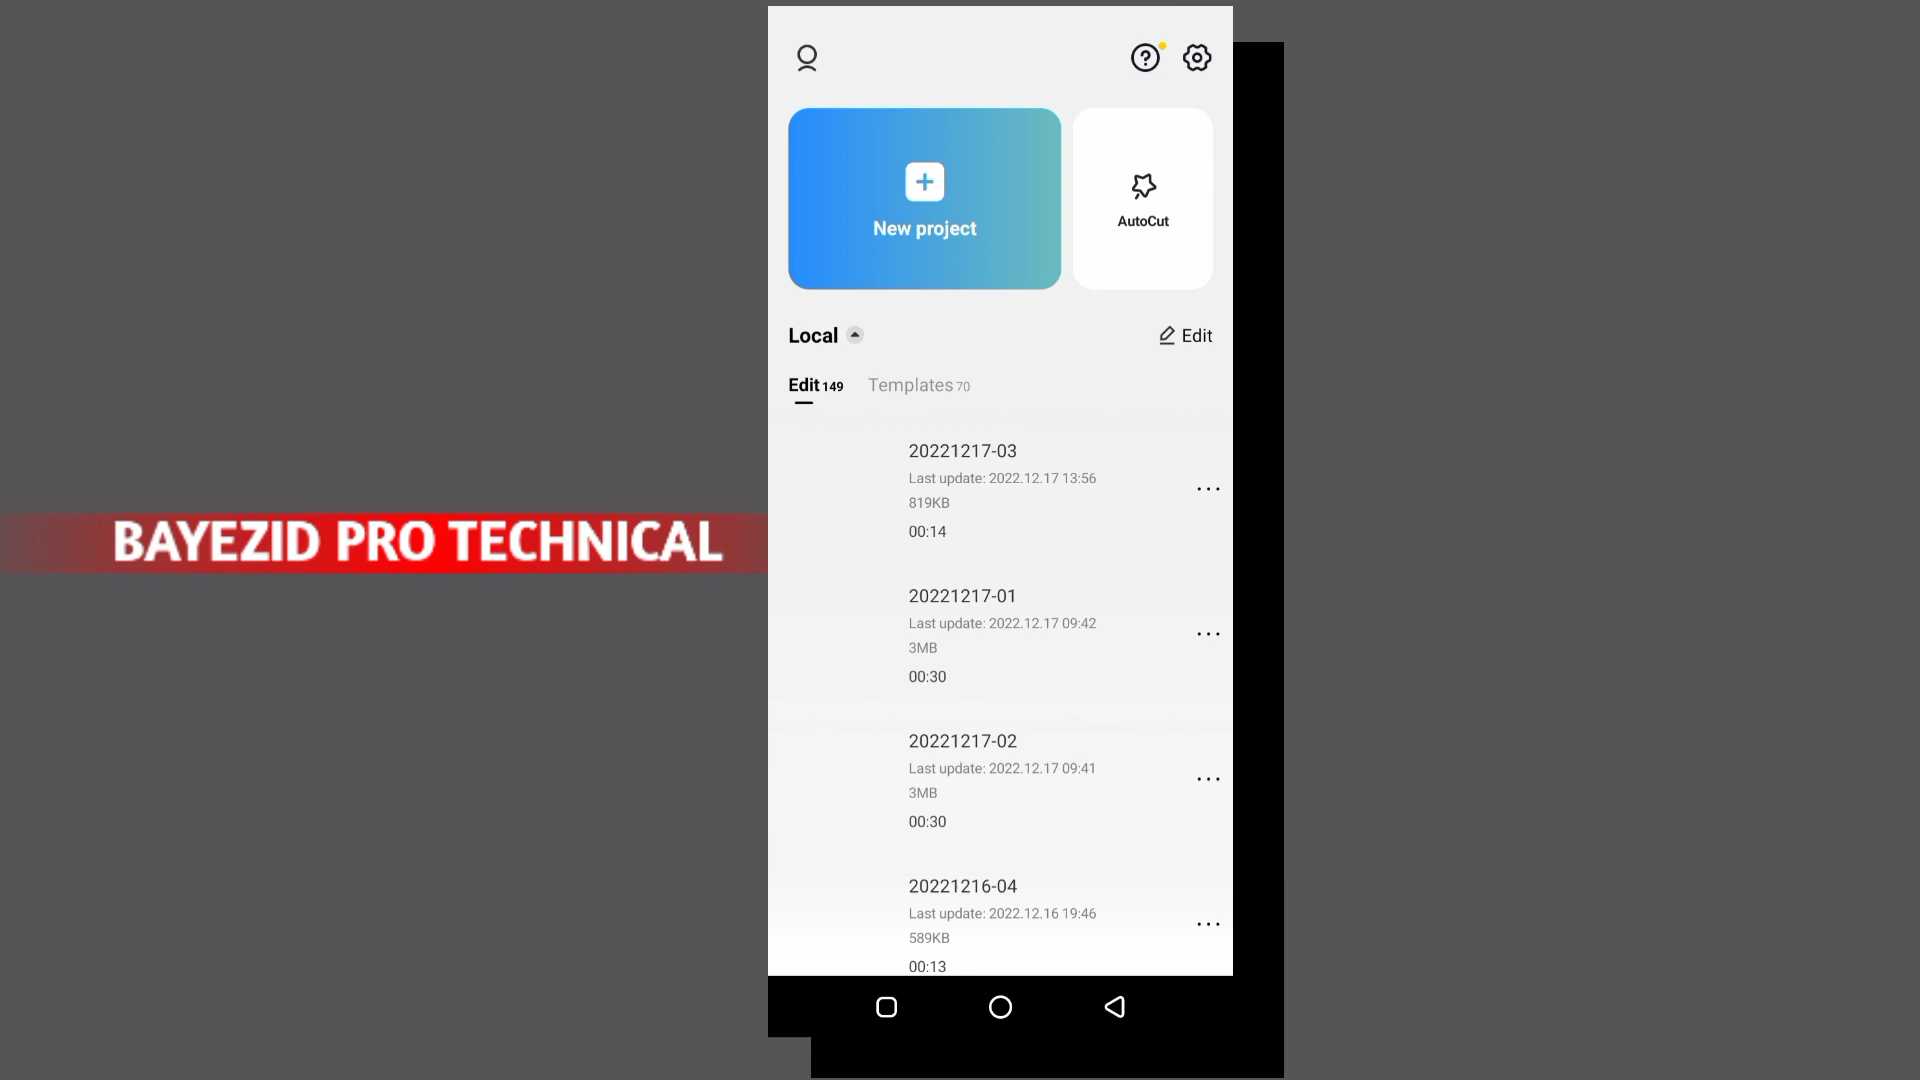 New project
AutoCut
Local
Edit
Edit 149
Templates 70
20221217-03
Last update: 2022.12.17 13:56
819KB
00:14
20221217-01
Last update: 2022.12.17 09:42
3MB
00:30
20221217-02
Last update: 2022.12.17 09:41
3MB
00:30
20221216-04
Last update: 2022.12.16 19:46
589KB
00:13
BAYEZID PRO TECHNICAL